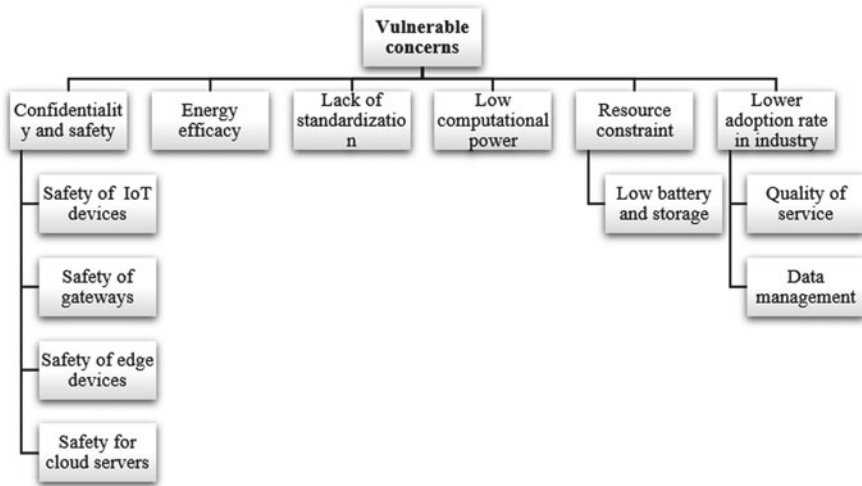 Vulnerable
concerns
Confidentialit
y and safety
Energy
efficacy
Lack of
standardizatio
n
Low
computational
power
Resource
constraint
Lower
adoption rate
in industry
Safety of IoT
devices
Safety of
gateways
Safety of edge
devices
Safety for
cloud servers
Low battery
and storage
Quality of
service
Data
management